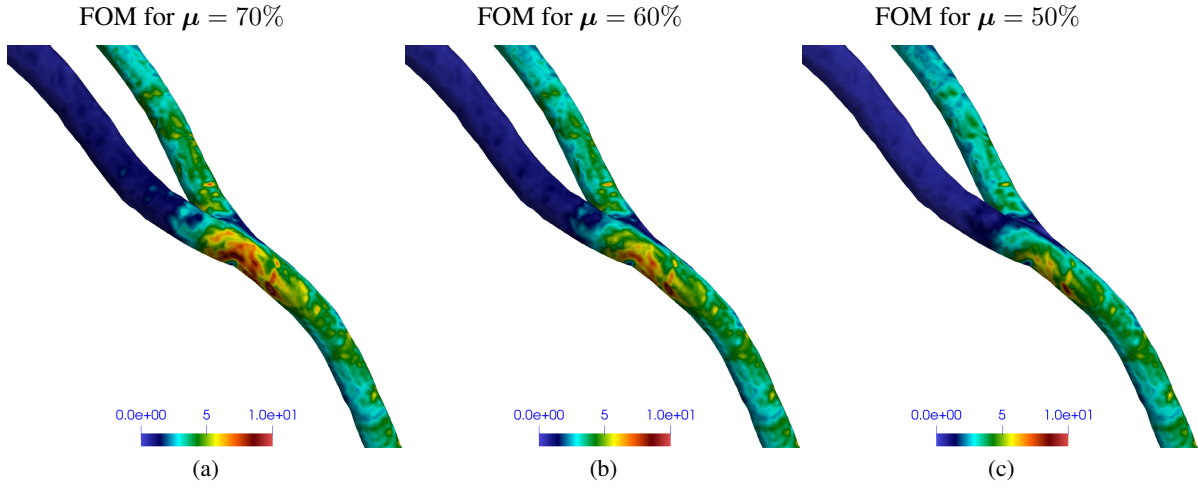 FOM for μ = 70%
FOM for μ = 60%
FOM for μ = 50%
0.0e+00 5 1.0e+01
0.0e+00 5 1.0e+01
0.0e+00 5 1.0e+01
(a)
(b)
(c)